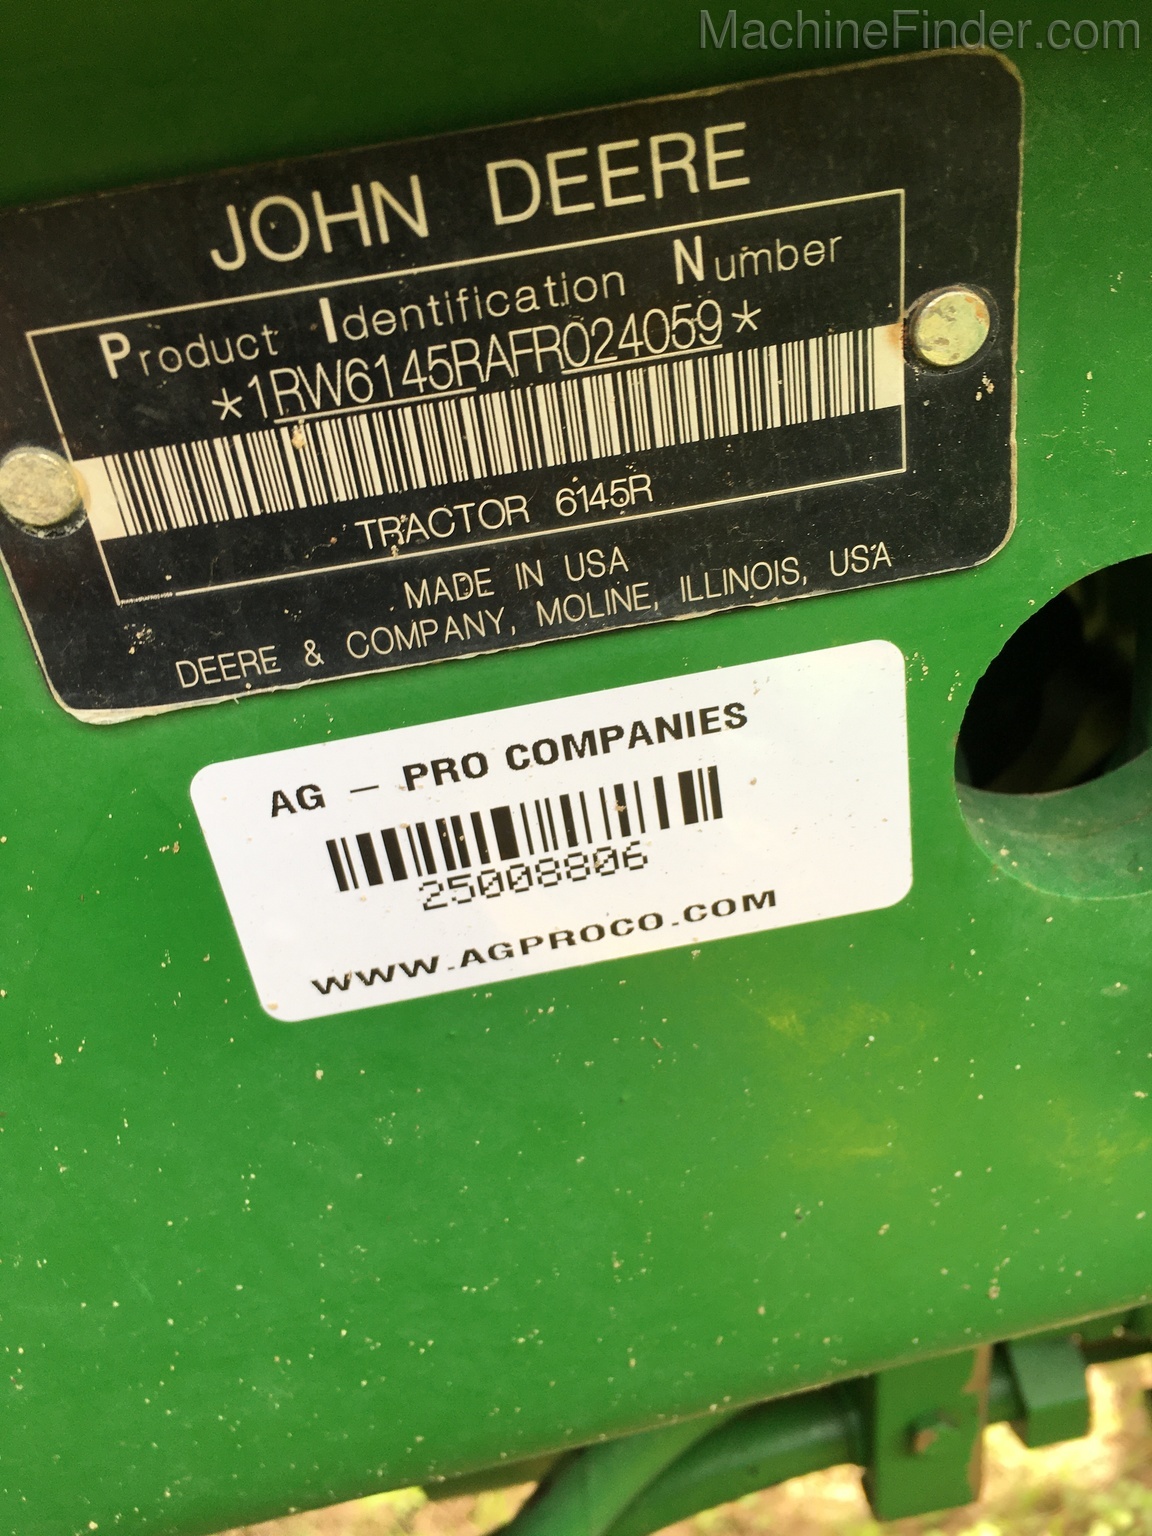 MachineFinder.com
JOHN DEERE
Product Identification Number
*1RW6145RAFR024059*
TRACTOR 6145R
MADE IN USA
DEERE & COMPANY, MOLINE, ILLINOIS, USA
AG - PRO COMPANIES
25008806
WWW.AGPROCO.COM